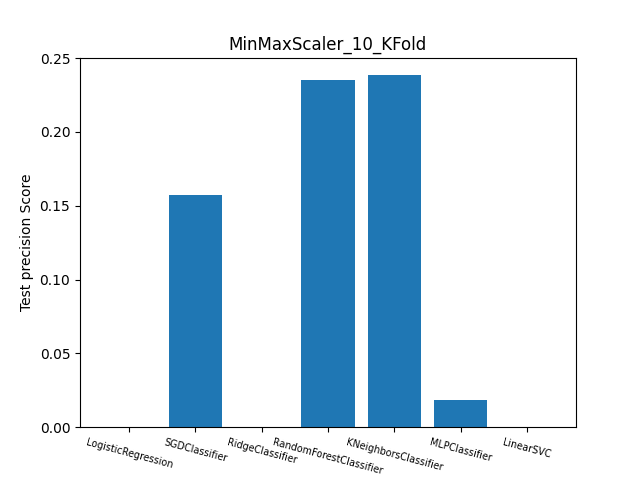 MinMaxScaler_10_KFold
Test precision Score
0.25
0.20
0.15
0.10
0.05
0.00
LogisticRegression
SGDClassifier
RidgeClassifier
RandomForestClassifier
KNeighborsClassifier
MLPClassifier
LinearSVC